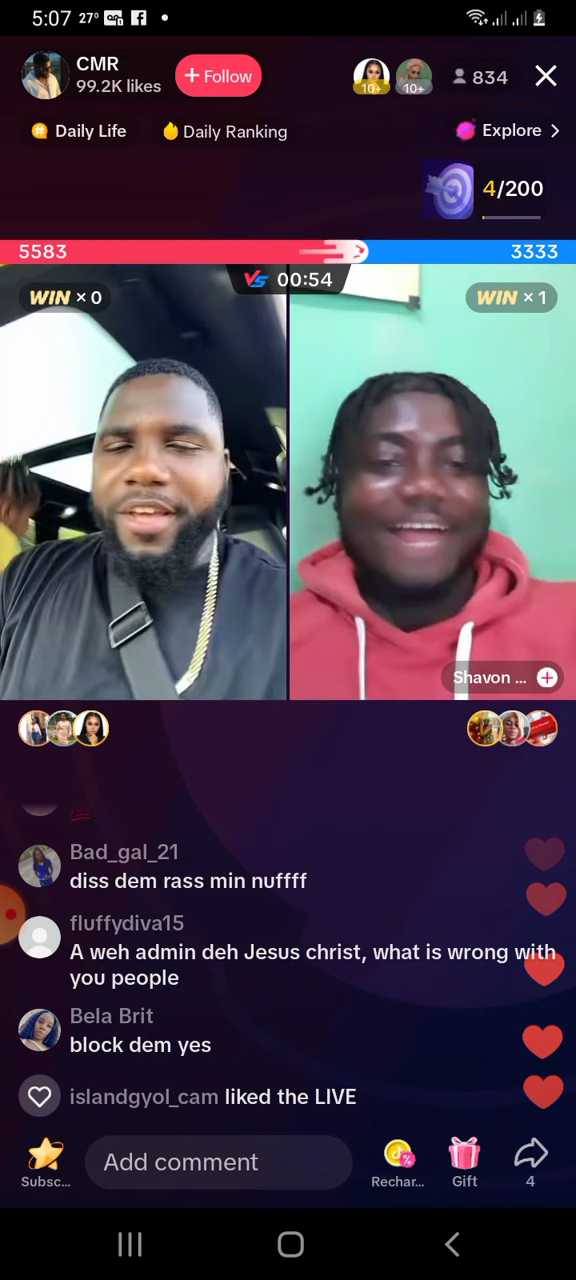 5:07 27°
CMR
99.2K likes
+ Follow
10+
10+
834
Daily Life
Daily Ranking
Explore
4/200
5583
3333
VS 00:54
WIN × 0
WIN × 1
Shavon ...
Bad_gal_21
diss dem rass min nuffff
fluffydiva15
A weh admin deh Jesus christ, what is wrong with
you people
Bela Brit
block dem yes
islandgyol_cam liked the LIVE
Add comment
Subsc...
Rechar...
Gift
4